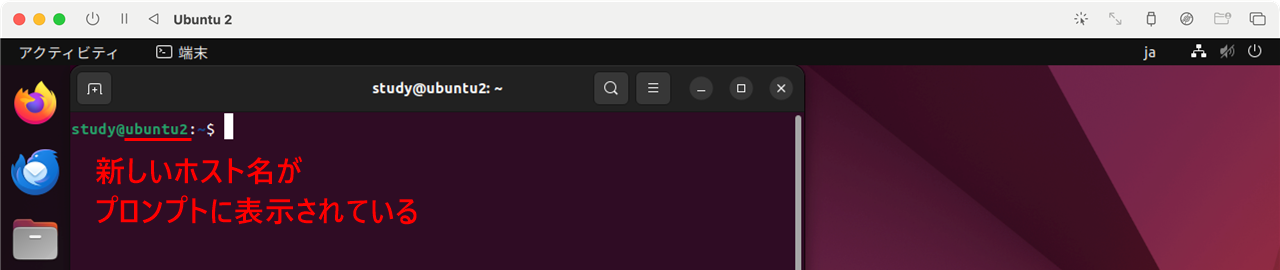 Ubuntu 2
アクティビティ 端末 ja
study@ubuntu2: ~
study@ubuntu2:~$
新しいホスト名が
プロンプトに表示されている